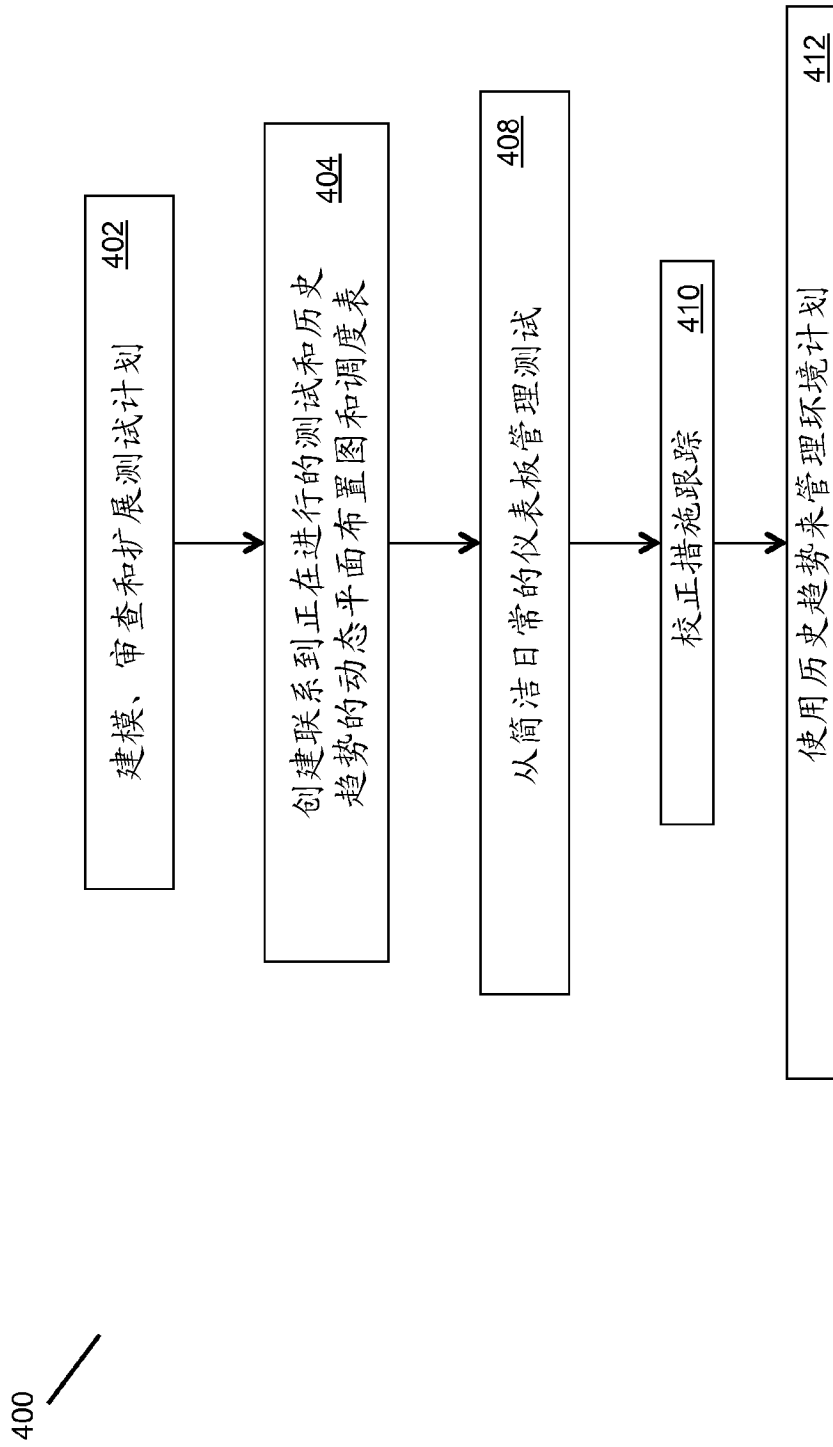 400
建模、审查和扩展测试计划
402
创建联系到正在进行的测试和历史
趋势的动态平面布置图和调度表
404
从简洁日常的仪表板管理测试
408
校正措施跟踪
410
使用历史趋势来管理环境计划
412